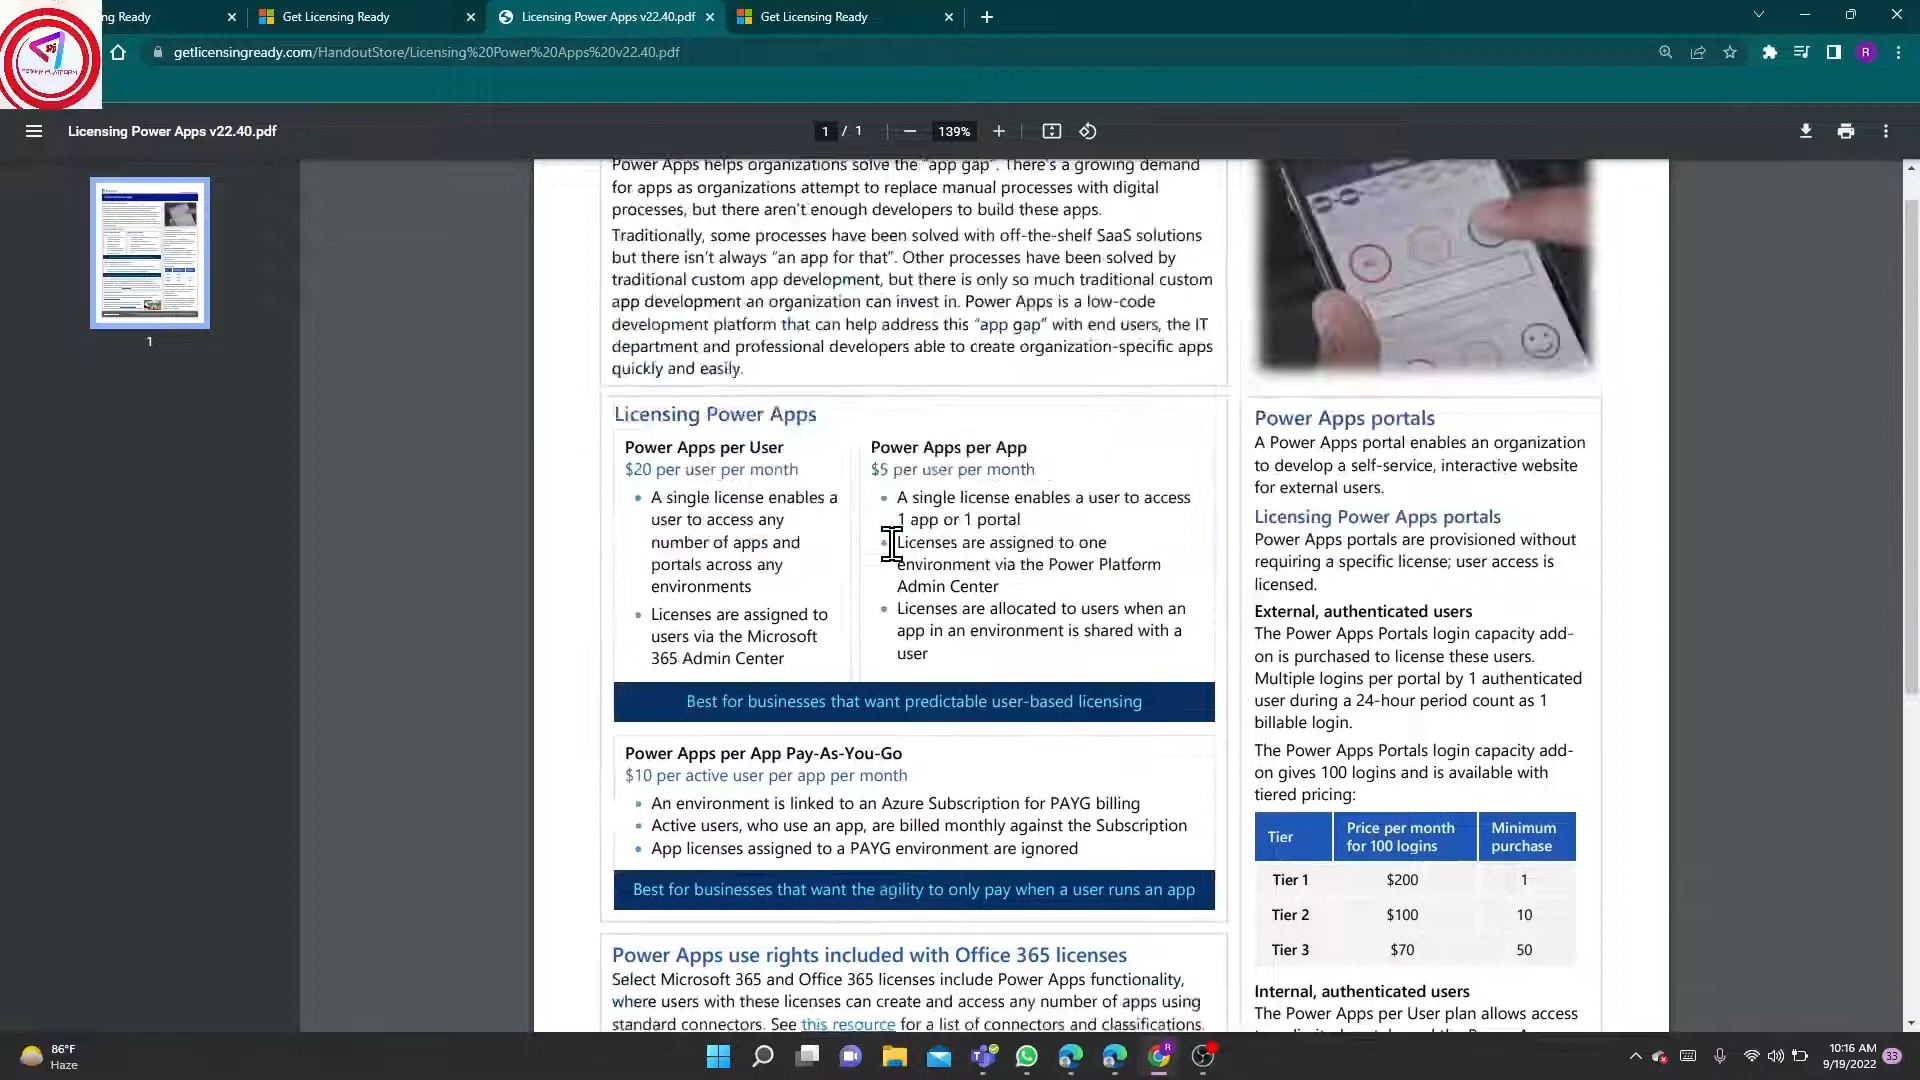 ng Ready
Get Licensing Ready
Licensing Power Apps v22.40.pdf
Get Licensing Ready
getlicensingready.com/HandoutStore/Licensing%20Power%20Apps%20v22.40.pdf
R
POWER PLATFORM
Licensing Power Apps v22.40.pdf
1 / 1
139%
1
Power Apps helps organizations solve the "app gap". There's a growing demand
for apps as organizations attempt to replace manual processes with digital
processes, but there aren't enough developers to build these apps.
Traditionally, some processes have been solved with off-the-shelf SaaS solutions
but there isn't always "an app for that". Other processes have been solved by
traditional custom app development, but there is only so much traditional custom
app development an organization can invest in. Power Apps is a low-code
development platform that can help address this "app gap" with end users, the IT
department and professional developers able to create organization-specific apps
quickly and easily.
Licensing Power Apps
Power Apps per User
$20 per user per month
• A single license enables a
user to access any
number of apps and
portals across any
environments
• Licenses are assigned to
users via the Microsoft
365 Admin Center
Power Apps per App
$5 per user per month
• A single license enables a user to access
1 app or 1 portal
• Licenses are assigned to one
environment via the Power Platform
Admin Center
• Licenses are allocated to users when an
app in an environment is shared with a
user
Best for businesses that want predictable user-based licensing
Power Apps per App Pay-As-You-Go
$10 per active user per app per month
• An environment is linked to an Azure Subscription for PAYG billing
• Active users, who use an app, are billed monthly against the Subscription
• App licenses assigned to a PAYG environment are ignored
Best for businesses that want the agility to only pay when a user runs an app
Power Apps use rights included with Office 365 licenses
Select Microsoft 365 and Office 365 licenses include Power Apps functionality,
where users with these licenses can create and access any number of apps using
standard connectors. See this resource for a list of connectors and classifications.
Power Apps portals
A Power Apps portal enables an organization
to develop a self-service, interactive website
for external users.
Licensing Power Apps portals
Power Apps portals are provisioned without
requiring a specific license; user access is
licensed.
External, authenticated users
The Power Apps Portals login capacity add-
on is purchased to license these users.
Multiple logins per portal by 1 authenticated
user during a 24-hour period count as 1
billable login.
The Power Apps Portals login capacity add-
on gives 100 logins and is available with
tiered pricing:
Tier Price per month for 100 logins Minimum purchase
Tier 1 $200 1
Tier 2 $100 10
Tier 3 $70 50
Internal, authenticated users
The Power Apps per User plan allows access
86°F
Haze
R
10:16 AM
9/19/2022
33